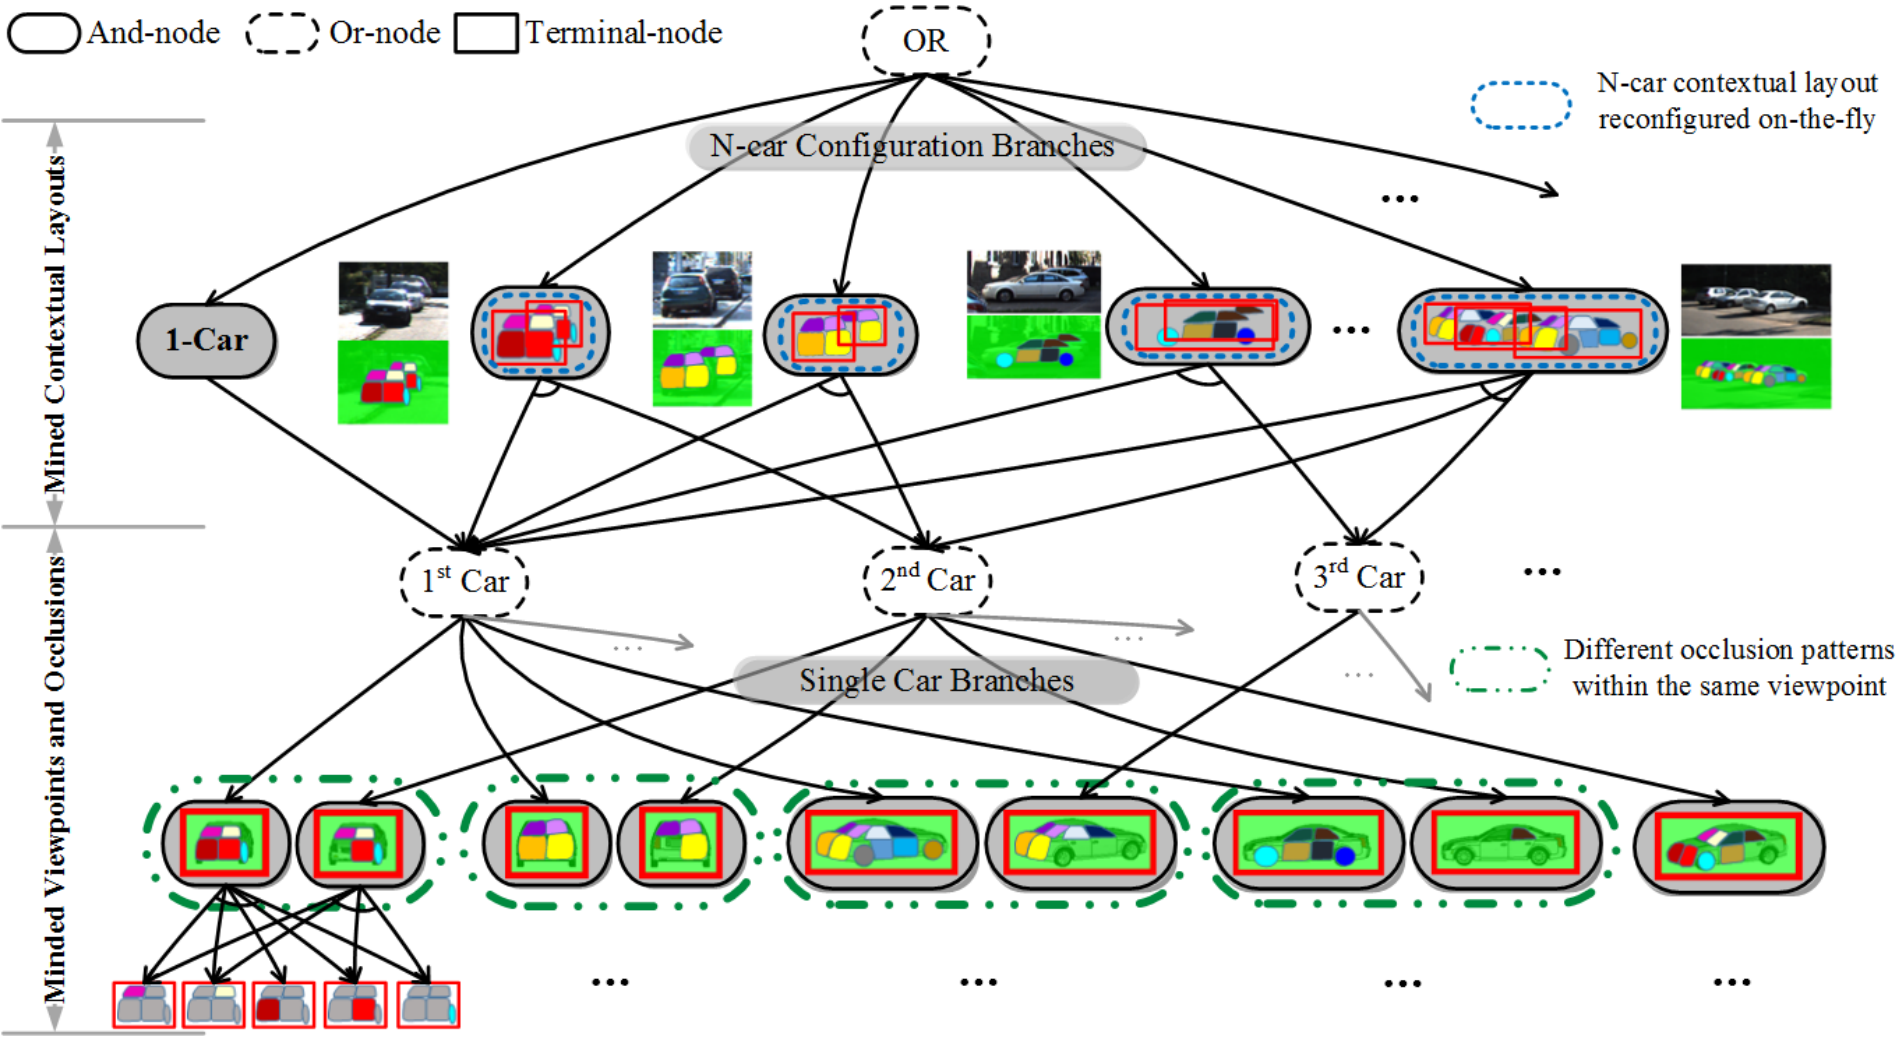 And-node
Or-node
Terminal-node
OR
N-car contextual layout
reconfigured on-the-fly
N-car Configuration Branches
...
Mined Contextual Layouts
1-Car
...
1st Car
2nd Car
3rd Car
...
...
...
...
Different occlusion patterns
within the same viewpoint
Single Car Branches
Minded Viewpoints and Occlusions
...
...
...
...